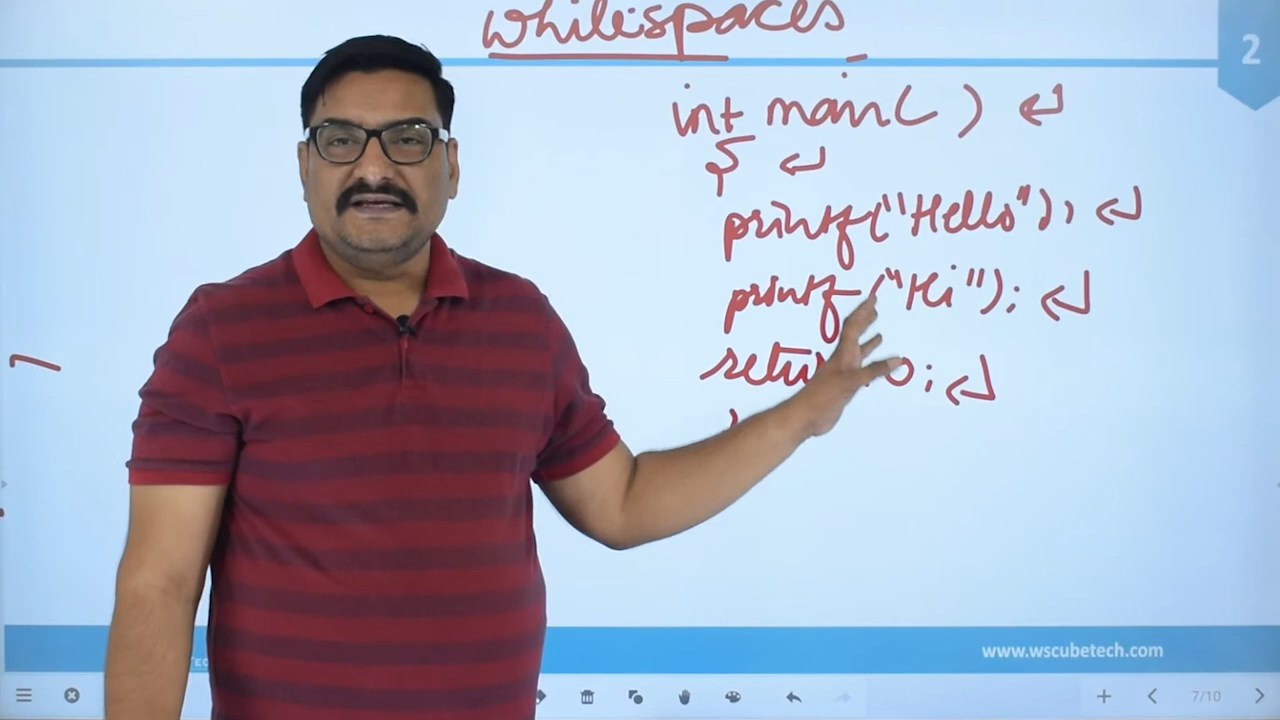 Whitespaces
2
int main( ) ↵
{ ↵
printf("Hello"); ↵
printf("Hi"); ↵
0; ↵
www.wscubetech.com
7/10